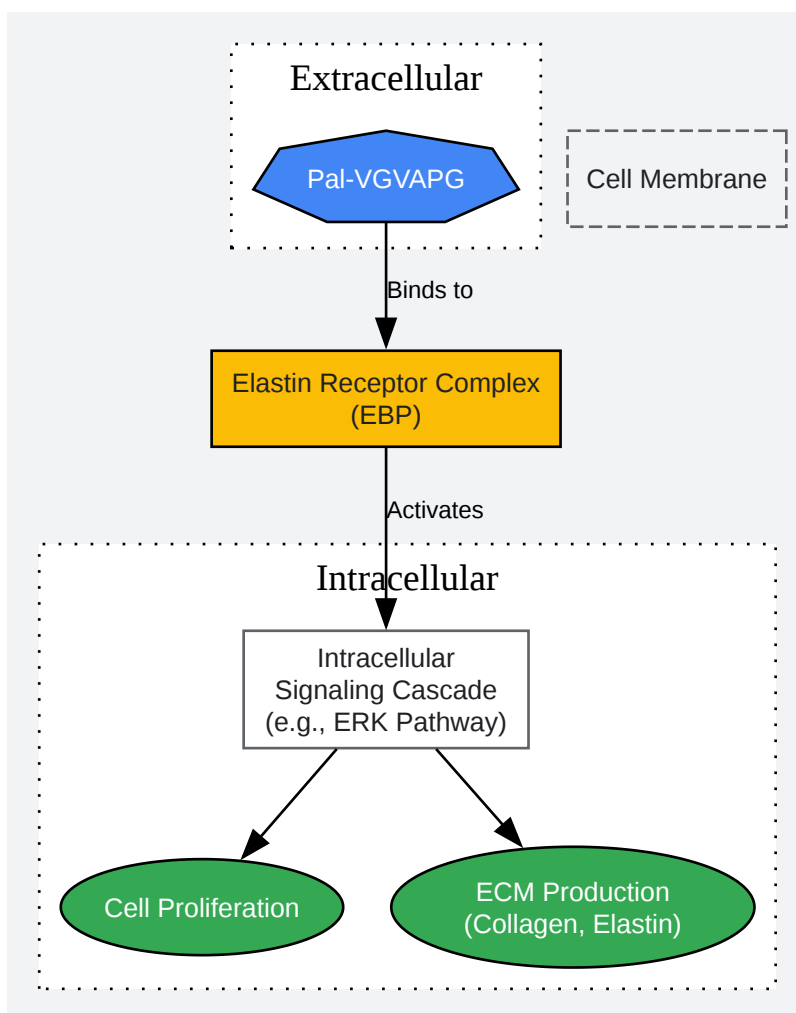 Extracellular
Pal-VGVAPG
Cell Membrane
Binds to
Elastin Receptor Complex
(EBP)
Activates
Intracellular
Intracellular
Signaling Cascade
(e.g., ERK Pathway)
Cell Proliferation
ECM Production
(Collagen, Elastin)